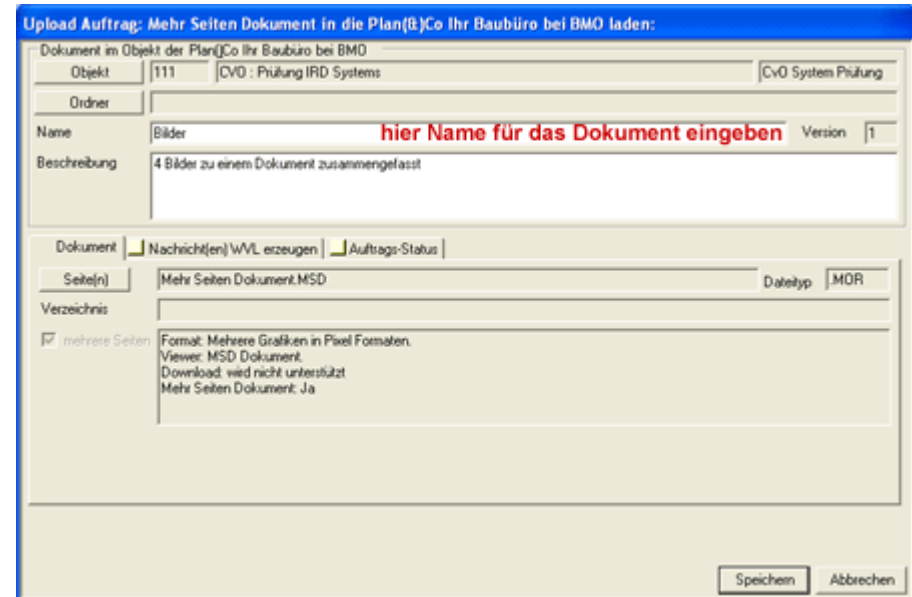 Upload Auftrag: Mehr Seiten Dokument in die Plan(&)Co Ihr Baubüro bei BMO laden:
Dokument im Objekt der Plan()Co Ihr Baubüro bei BMO
Objekt 111 CVO : Prüfung IRD Systems CvO System Prüfung
Ordner
Name Bilder hier Name für das Dokument eingeben Version 1
Beschreibung 4 Bilder zu einem Dokument zusammengefasst
Dokument Nachricht(en) WVL erzeugen Auftrags-Status
Seite(n) Mehr Seiten Dokument.MSD Dateityp .MOR
Verzeichnis
mehrere Seiten Format: Mehrere Grafiken in Pixel Formaten.
Viewer: MSD Dokument.
Download: wird nicht unterstützt
Mehr Seiten Dokument: Ja
Speichern Abbrechen